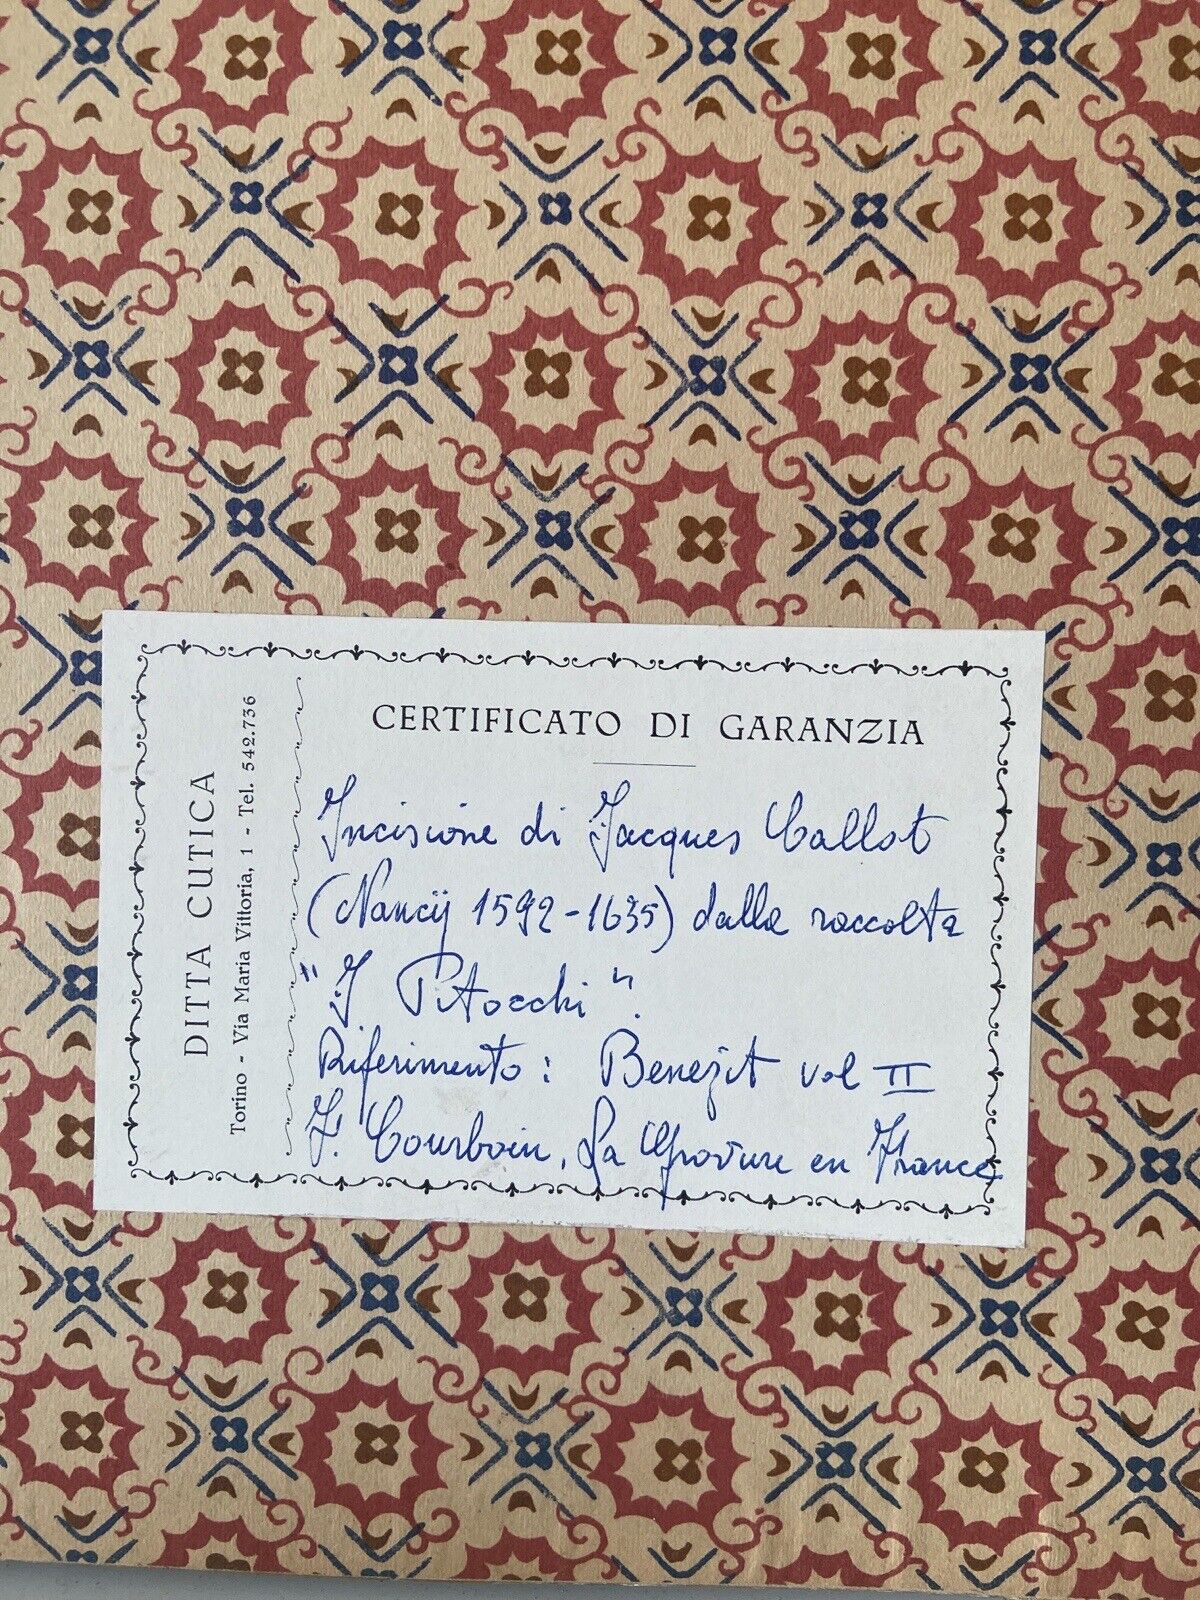 DITTA CUTICA
Torino - Via Maria Vittoria, 1 - Tel. 542.736
CERTIFICATO DI GARANZIA
Incisione di Jacques Callot
(Nancÿ 1592-1635) dalla raccolta
"I Pitocchi".
Riferimento: Benezit vol II
F. Courboin, La Gravure en France